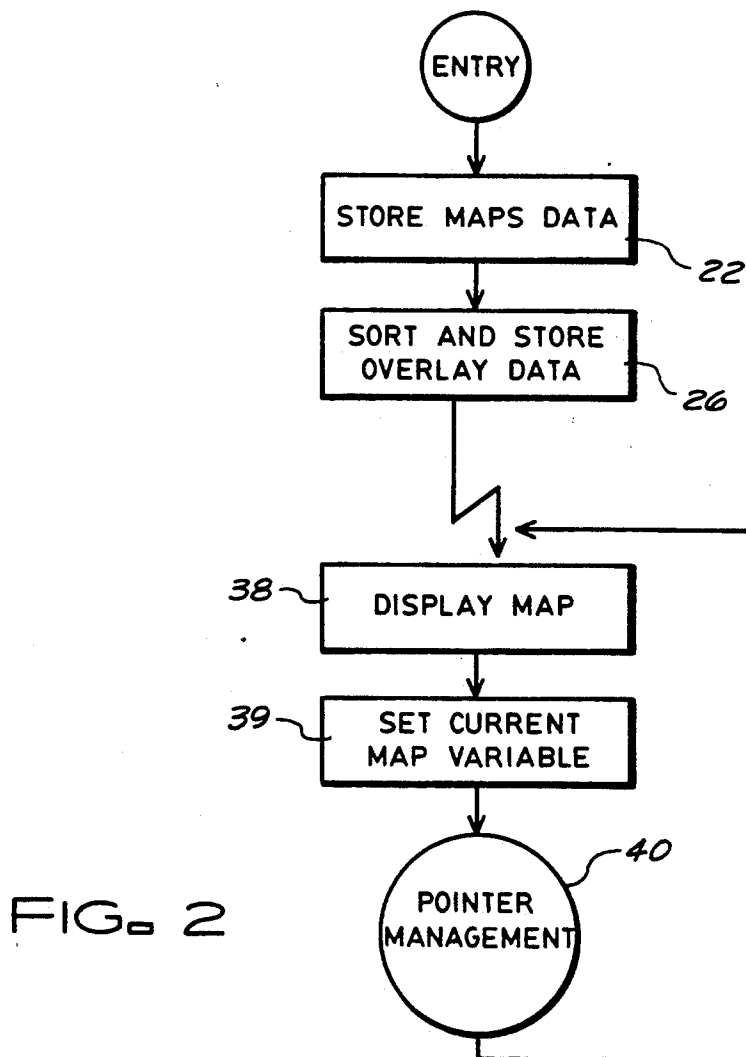 ENTRY
STORE MAPS DATA
22
SORT AND STORE
OVERLAY DATA
26
38
DISPLAY MAP
39
SET CURRENT
MAP VARIABLE
40
POINTER
MANAGEMENT
FIG. 2